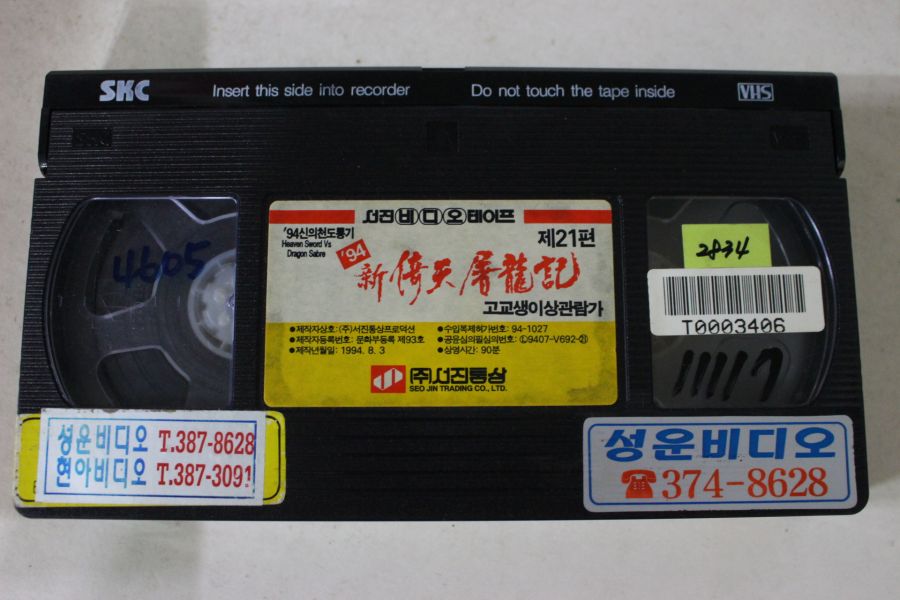 SKC Insert this side into recorder Do not touch the tape inside VHS
서진비디오테이프
'94신의천도룡기
Heaven Sword Vs
Dragon Sabre
제21편
'94
新倚天屠龍記
고교생이상관람가
●제작자상호: (주)서진통상프로덕션
●제작자등록번호: 문화부등록 제93호
●제작년월일: 1994. 8. 3
●수입복제허가번호: 94-1027
●공윤심의필심의번호: Ⓛ9407-V692-㉑
●상영시간: 90분
(주)서진통상
SEO JIN TRADING CO., LTD.
4605
2834
T0003406
성운비디오 T.387-8628
현아비디오 T.387-3091
성운비디오
☎374-8628